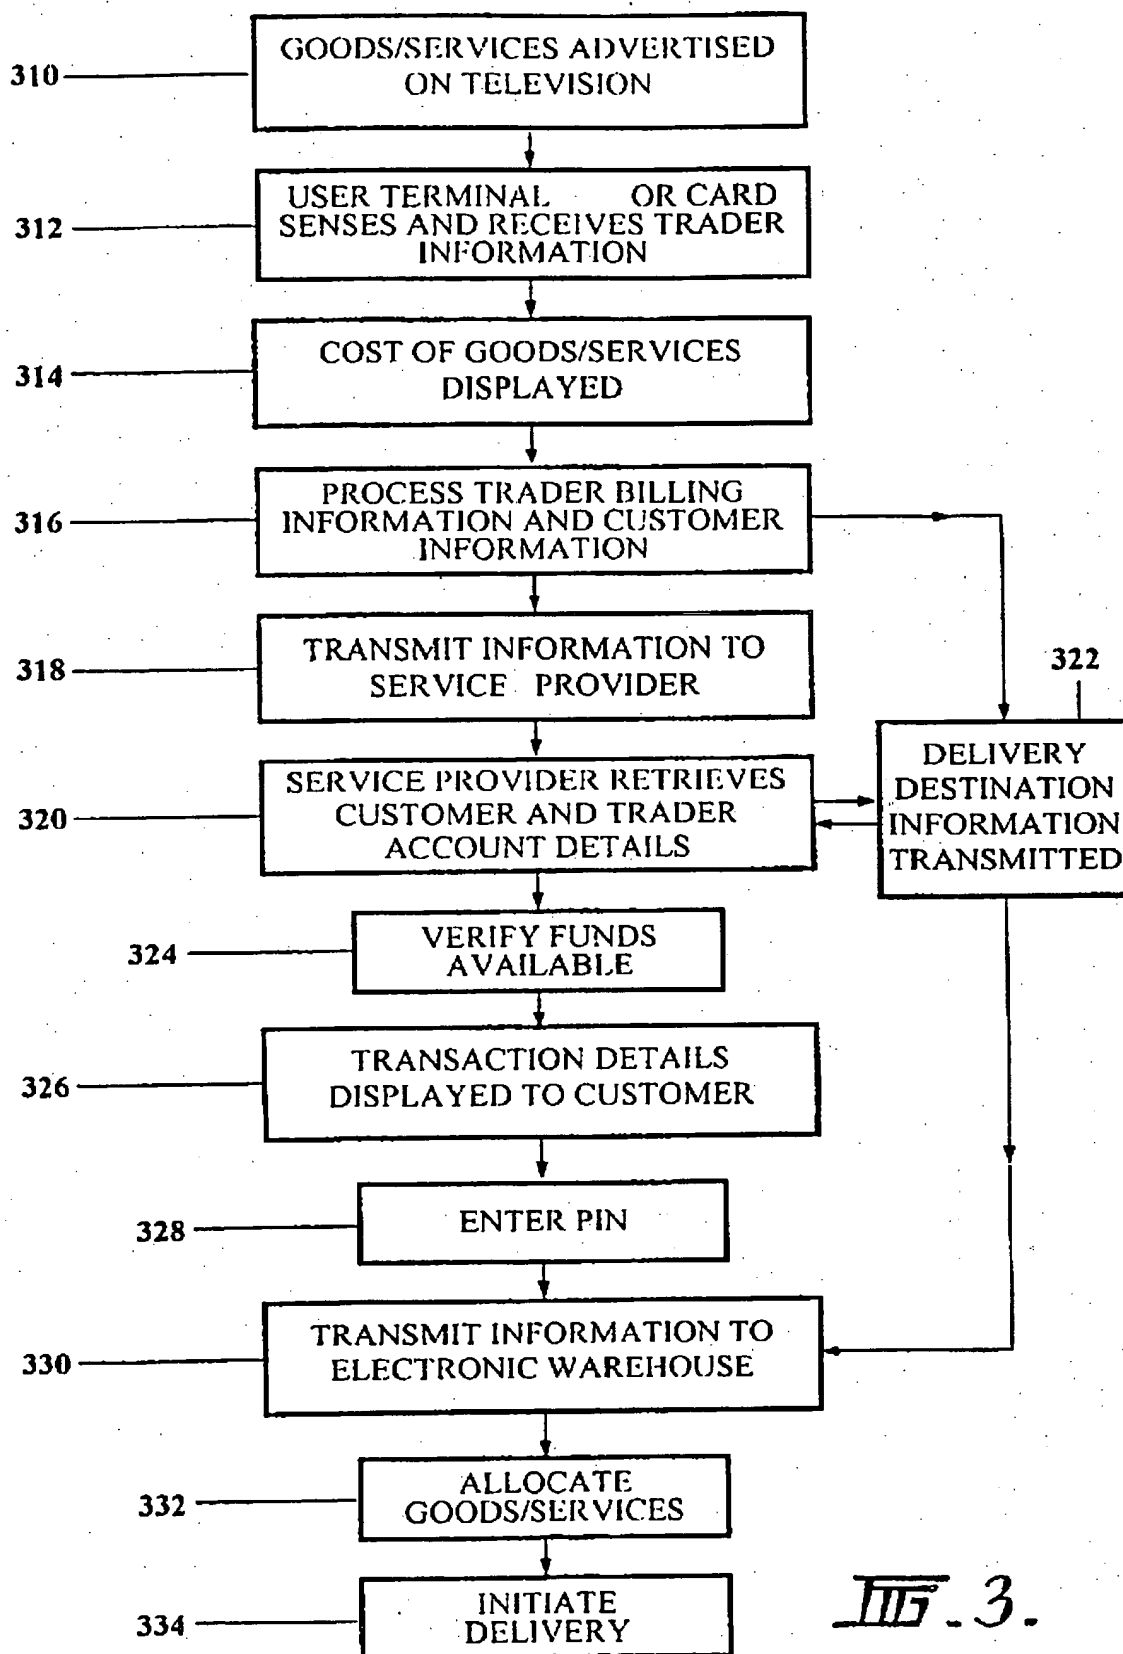 310
GOODS/SERVICES ADVERTISED
ON TELEVISION
312
USER TERMINAL OR CARD
SENSES AND RECEIVES TRADER
INFORMATION
314
COST OF GOODS/SERVICES
DISPLAYED
316
PROCESS TRADER BILLING
INFORMATION AND CUSTOMER
INFORMATION
318
TRANSMIT INFORMATION TO
SERVICE PROVIDER
322
DELIVERY
DESTINATION
INFORMATION
TRANSMITTED
320
SERVICE PROVIDER RETRIEVES
CUSTOMER AND TRADER
ACCOUNT DETAILS
324
VERIFY FUNDS
AVAILABLE
326
TRANSACTION DETAILS
DISPLAYED TO CUSTOMER
328
ENTER PIN
330
TRANSMIT INFORMATION TO
ELECTRONIC WAREHOUSE
332
ALLOCATE
GOODS/SERVICES
334
INITIATE
DELIVERY
FIG. 3.